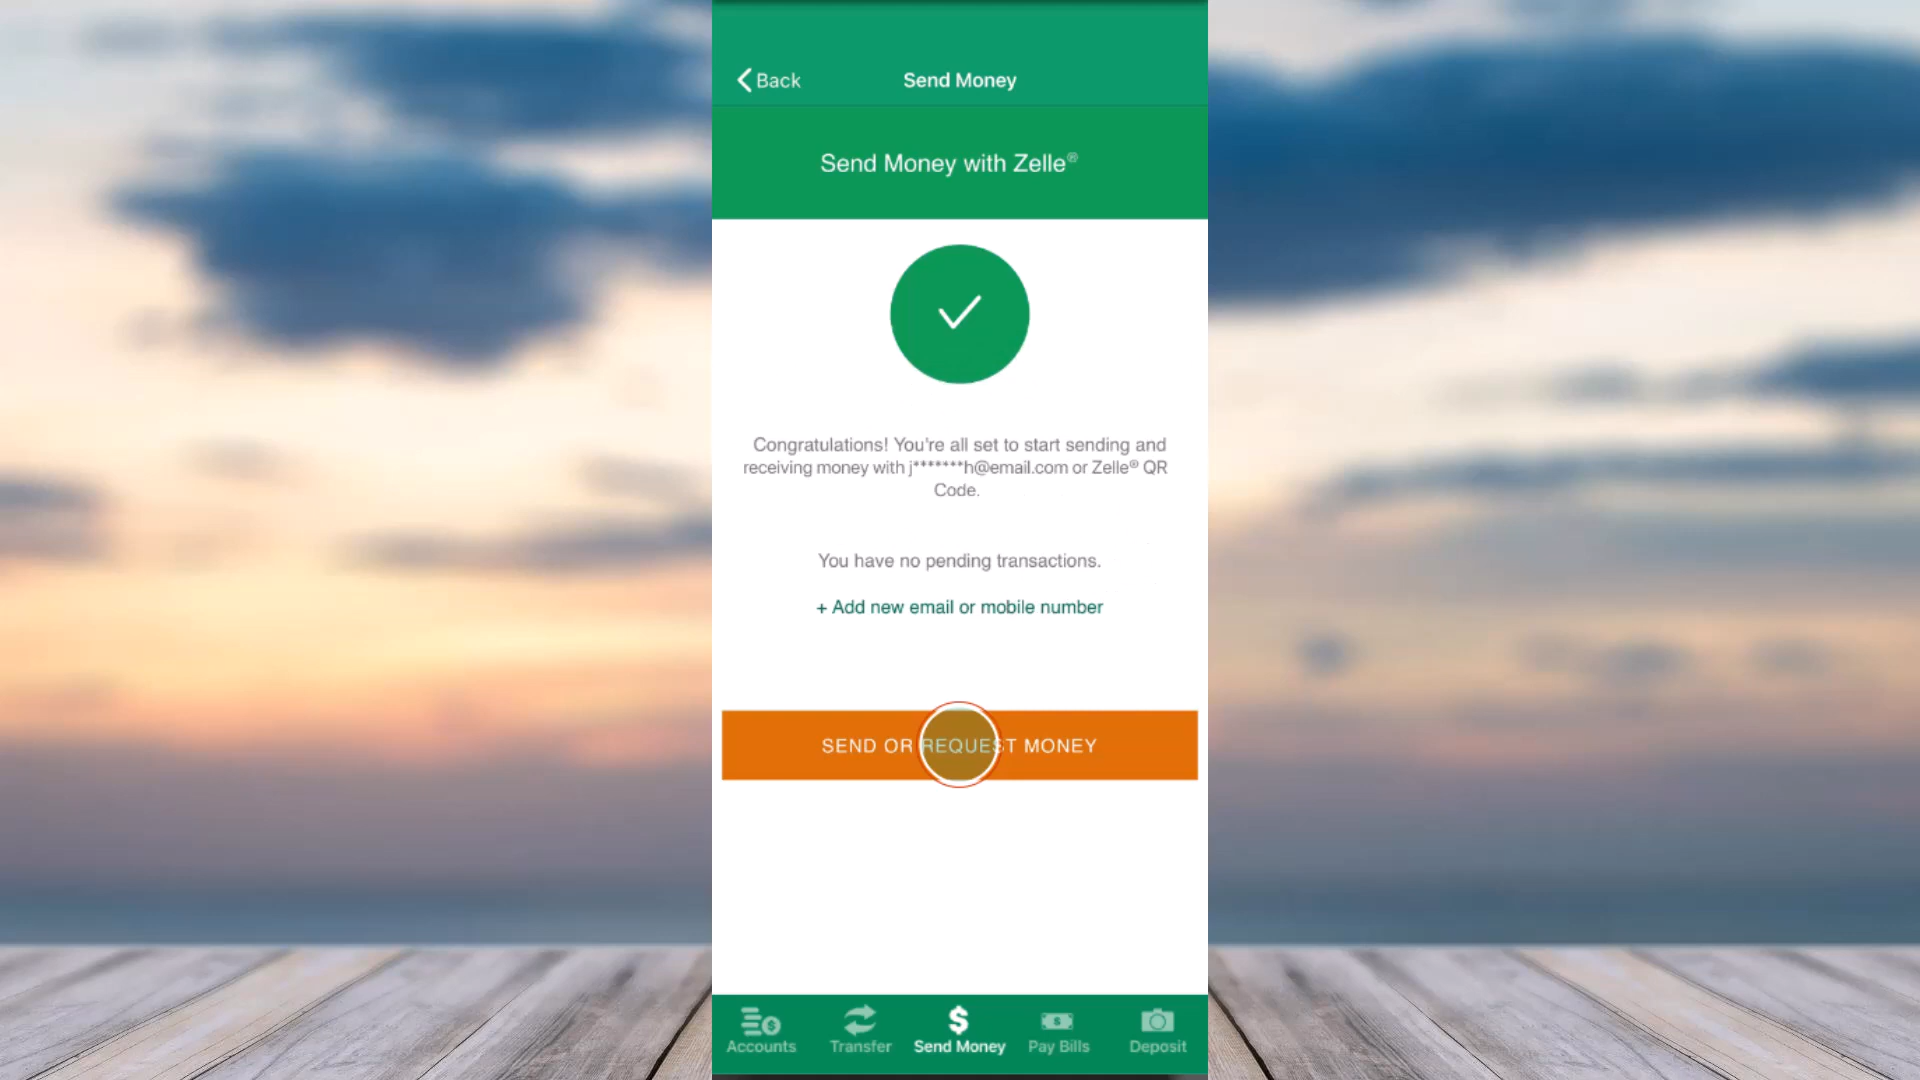 Back
Send Money
Send Money with Zelle®
Congratulations! You're all set to start sending and
receiving money with j*******h@email.com or Zelle® QR
Code.
You have no pending transactions.
+ Add new email or mobile number
SEND OR REQUEST MONEY
Accounts
Transfer
Send Money
Pay Bills
Deposit